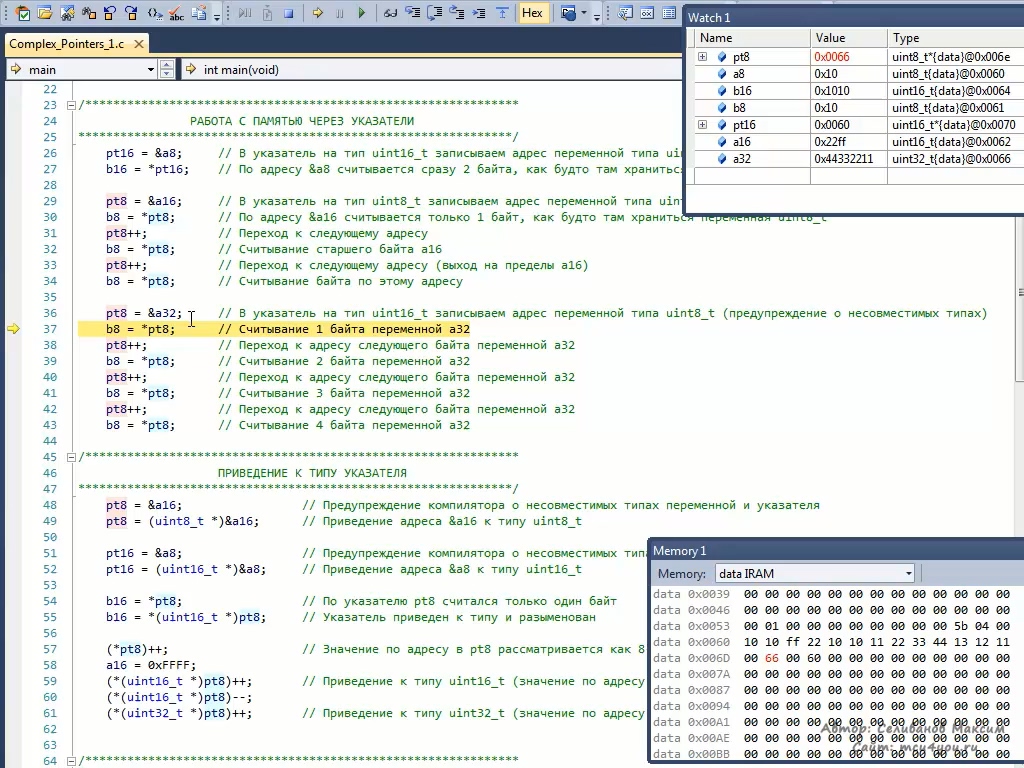 Hex
Complex_Pointers_1.c
main
int main(void)
22
23 /**************************************************************
24 РАБОТА С ПАМЯТЬЮ ЧЕРЕЗ УКАЗАТЕЛИ
25 **************************************************************/
26 pt16 = &a8; // В указатель на тип uint16_t записываем адрес переменной типа
27 b16 = *pt16; // По адресу &a8 считывается сразу 2 байта, как будто там
28
29 pt8 = &a16; // В указатель на тип uint8_t записываем адрес переменной типа
30 b8 = *pt8; // По адресу &a16 считывается только 1 байт, как будто там храниться переменная uint8_t
31 pt8++; // Переход к следующему адресу
32 b8 = *pt8; // Считывание старшего байта a16
33 pt8++; // Переход к следующему адресу (выход на пределы a16)
34 b8 = *pt8; // Считывание байта по этому адресу
35
36 pt8 = &a32; // В указатель на тип uint16_t записываем адрес переменной типа uint8_t (предупреждение о несовместимых типах)
37 b8 = *pt8; // Считывание 1 байта переменной a32
38 pt8++; // Переход к адресу следующего байта переменной a32
39 b8 = *pt8; // Считывание 2 байта переменной a32
40 pt8++; // Переход к адресу следующего байта переменной a32
41 b8 = *pt8; // Считывание 3 байта переменной a32
42 pt8++; // Переход к адресу следующего байта переменной a32
43 b8 = *pt8; // Считывание 4 байта переменной a32
44
45 /**************************************************************
46 ПРИВЕДЕНИЕ К ТИПУ УКАЗАТЕЛЯ
47 **************************************************************/
48 pt8 = &a16; // Предупреждение компилятора о несовместимых типах переменной и указателя
49 pt8 = (uint8_t *)&a16; // Приведение адреса &a16 к типу uint8_t
50
51 pt16 = &a8; // Предупреждение компилятора о несовместимых
52 pt16 = (uint16_t *)&a8; // Приведение адреса &a8 к типу uint16_t
53
54 b16 = *pt8; // По указателю pt8 считался только один байт
55 b16 = *(uint16_t *)pt8; // Указатель приведен к типу и разыменован
56
57 (*pt8)++; // Значение по адресу в pt8 рассматривается как 8
58 a16 = 0xFFFF;
59 (*(uint16_t *)pt8)++; // Приведение к типу uint16_t (значение по адресу
60 (*(uint16_t *)pt8)--;
61 (*(uint32_t *)pt8)++; // Приведение к типу uint32_t (значение по адресу
62
63
64 /**************************************************************
Watch 1
Name Value Type
pt8 0x0066 uint8_t*{data}@0x006e
a8 0x10 uint8_t{data}@0x0060
b16 0x1010 uint16_t{data}@0x0064
b8 0x10 uint8_t{data}@0x0061
pt16 0x0060 uint16_t*{data}@0x0070
a16 0x22ff uint16_t{data}@0x0062
a32 0x44332211 uint32_t{data}@0x0066
Memory 1
Memory: data IRAM
data 0x0039 00 00 00 00 00 00 00 00 00 00 00 00 00
data 0x0046 00 00 00 00 00 00 00 00 00 00 00 00 00
data 0x0053 00 01 00 00 00 00 00 00 00 00 5b 04 00
data 0x0060 10 10 ff 22 10 10 11 22 33 44 13 12 11
data 0x006D 00 66 00 60 00 00 00 00 00 00 00 00 00
data 0x007A 00 00 00 00 00 00 00 00 00 00 00 00 00
data 0x0087 00 00 00 00 00 00 00 00 00 00 00 00 00
data 0x0094 00 00 00 00 00 00 00 00 00 00 00 00 00
data 0x00A1 00 00 00 00 00 00 00 00 00 00 00 00 00
data 0x00AE 00 00 00 00 00 00 00 00 00 00 00 00 00
data 0x00BB 00 00 00 00 00 00 00 00 00 00 00 00 00
Автор: Селиванов Максим
Сайт: mcu4you.ru